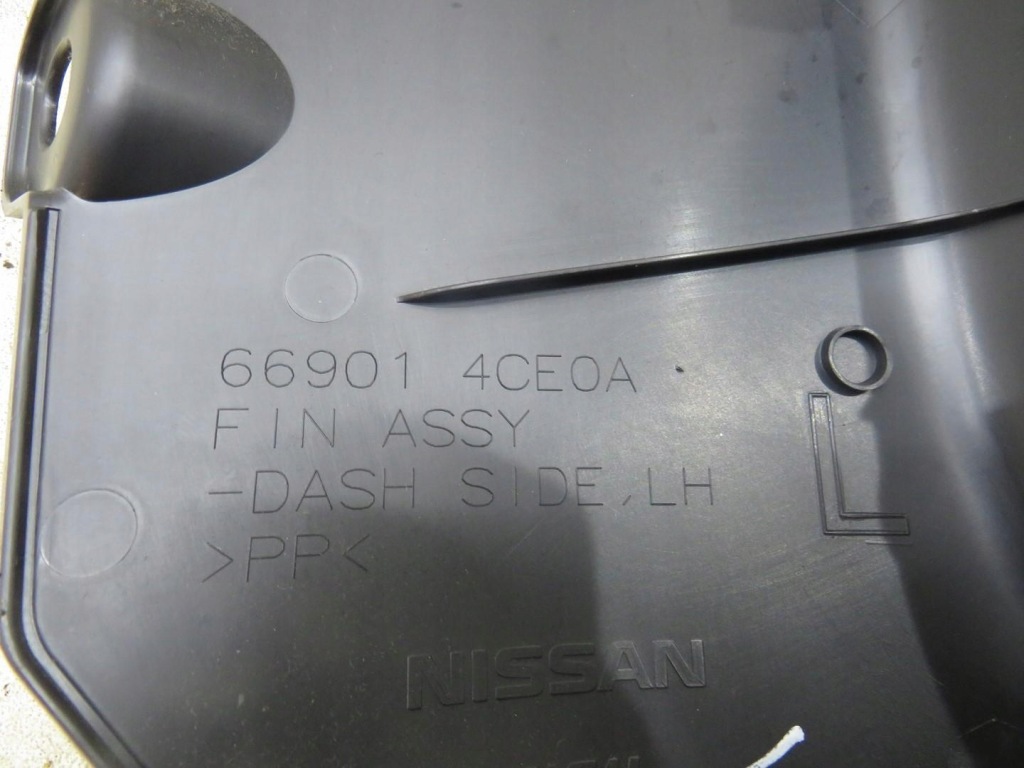 66901 4CE0A
FIN ASSY
-DASH SIDE,LH
>PP<
L
NISSAN